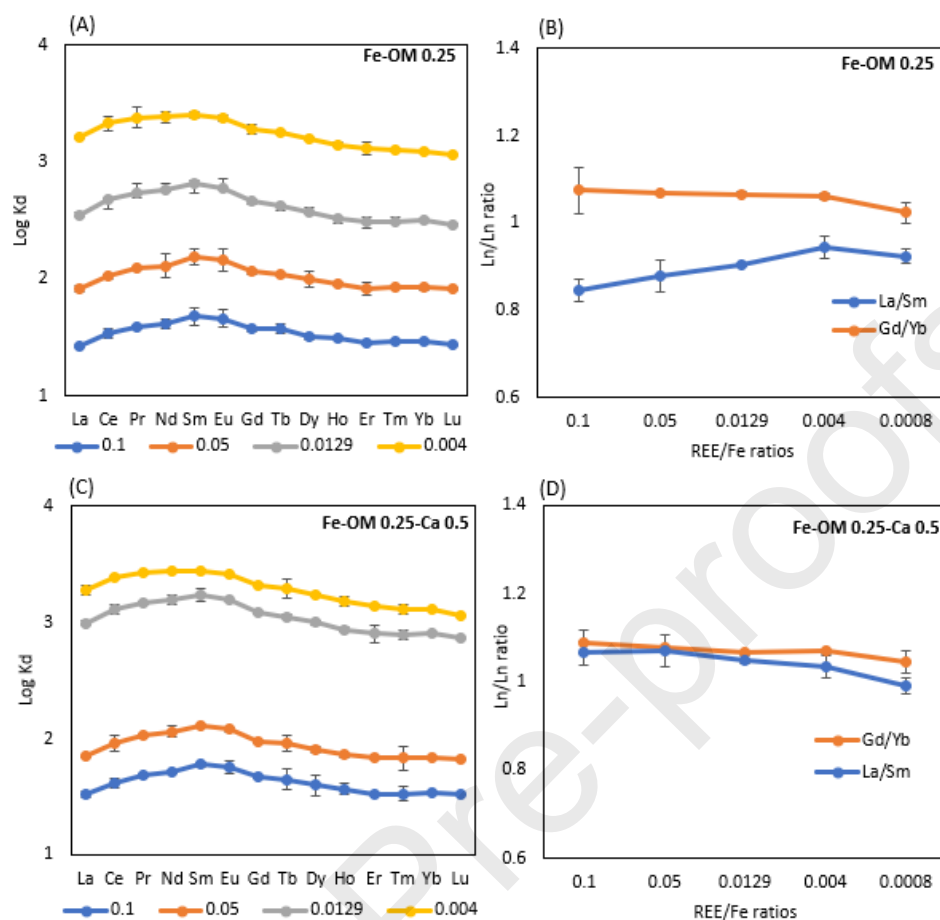 (A)
Fe-OM 0.25
4
3
2
1
Log Kd
La Ce Pr Nd Sm Eu Gd Tb Dy Ho Er Tm Yb Lu
0.1 0.05 0.0129 0.004
(B)
Fe-OM 0.25
1.4
1.2
1
0.8
0.6
Ln/Ln ratio
La/Sm
Gd/Yb
0.1 0.05 0.0129 0.004 0.0008
REE/Fe ratios
(C)
Fe-OM 0.25-Ca 0.5
4
3
2
1
Log Kd
La Ce Pr Nd Sm Eu Gd Tb Dy Ho Er Tm Yb Lu
0.1 0.05 0.0129 0.004
(D)
Fe-OM 0.25-Ca 0.5
1.4
1.2
1
0.8
0.6
Ln/Ln ratio
Gd/Yb
La/Sm
0.1 0.05 0.0129 0.004 0.0008
REE/Fe ratios
Pre-proofs